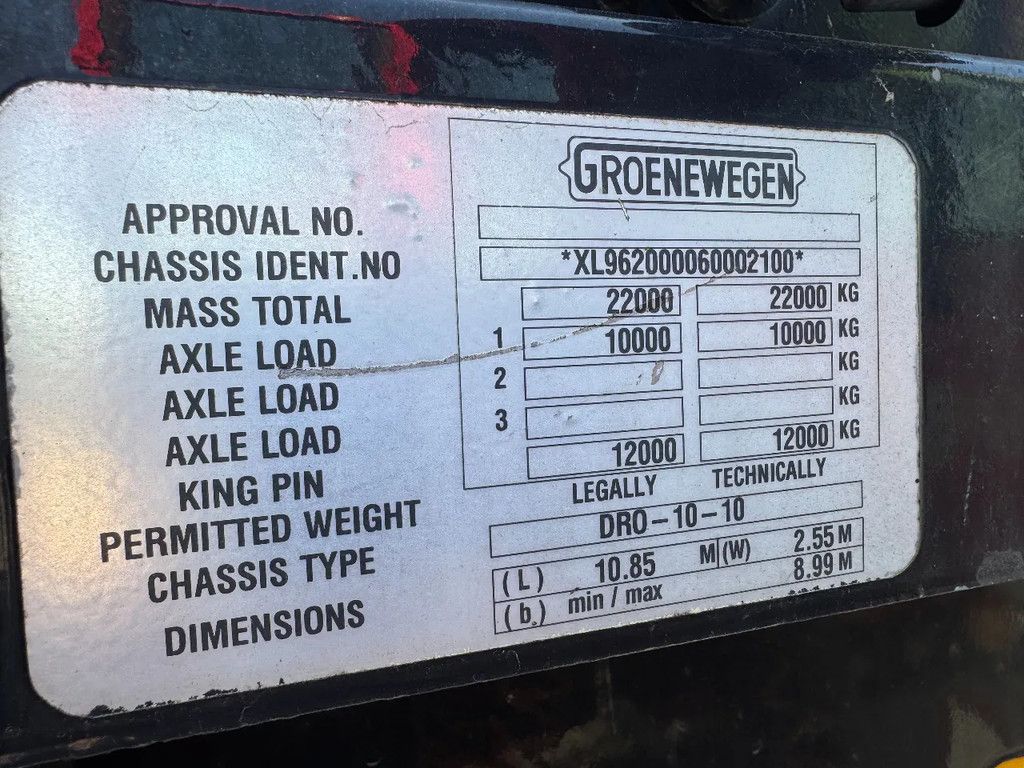 GROENEWEGEN
APPROVAL NO.
CHASSIS IDENT.NO *XL962000060002100*
MASS TOTAL 22000 22000 KG
AXLE LOAD 1 10000 10000 KG
AXLE LOAD 2 KG
AXLE LOAD 3 KG
KING PIN 12000 12000 KG
PERMITTED WEIGHT LEGALLY TECHNICALLY
CHASSIS TYPE DRO-10-10
DIMENSIONS (L) 10.85 M (W) 2.55 M
(b) min / max 8.99 M